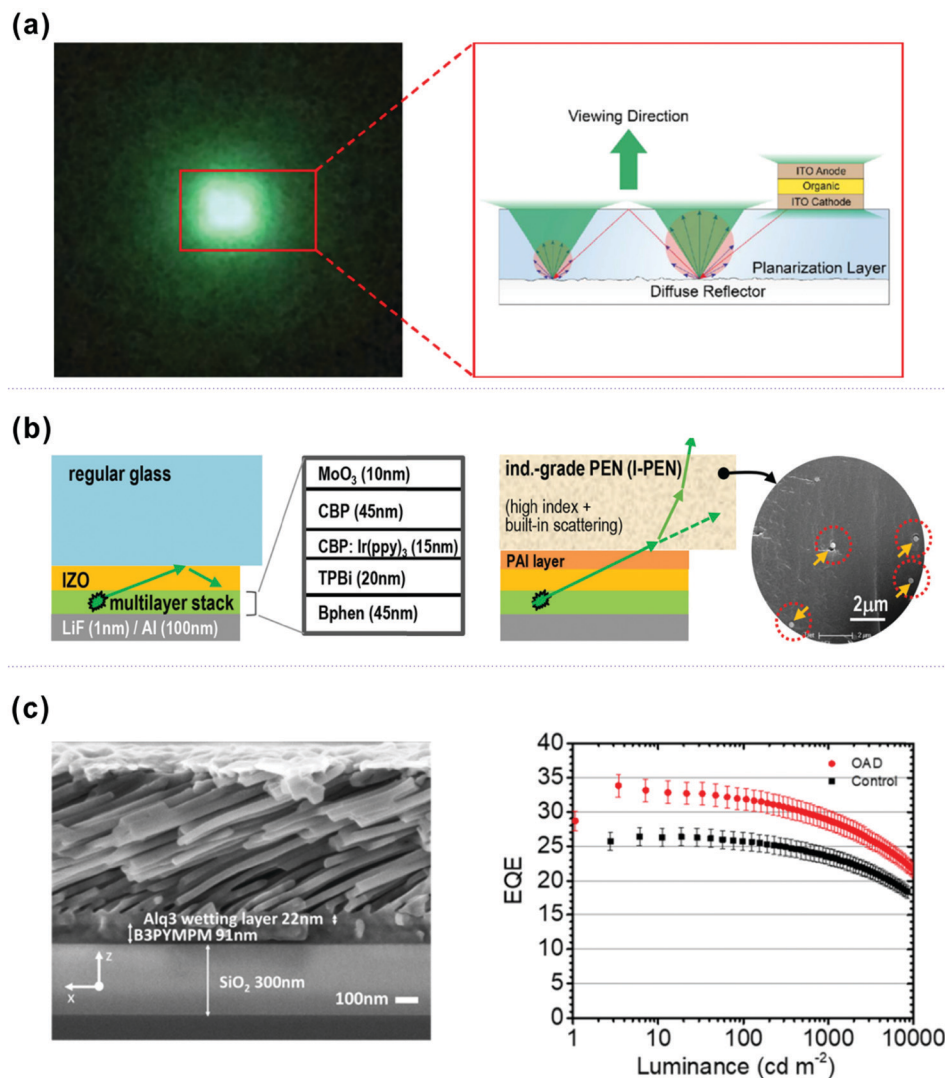 (a)
Viewing Direction
ITO Anode
Organic
ITO Cathode
Planarization Layer
Diffuse Reflector
(b)
regular glass
IZO
multilayer stack
LiF (1nm) / Al (100nm)
MoO₃ (10nm)
CBP (45nm)
CBP: Ir(ppy)₃ (15nm)
TPBi (20nm)
Bphen (45nm)
ind.-grade PEN (I-PEN)
(high index +
built-in scattering)
PAI layer
2μm
2 μm
(c)
Alq3 wetting layer 22nm
B3PYMPM 91nm
SiO₂ 300nm
z
x
100nm
EQE
40
35
30
25
20
15
10
5
0
OAD
Control
1 10 100 1000 10000
Luminance (cd m⁻²)